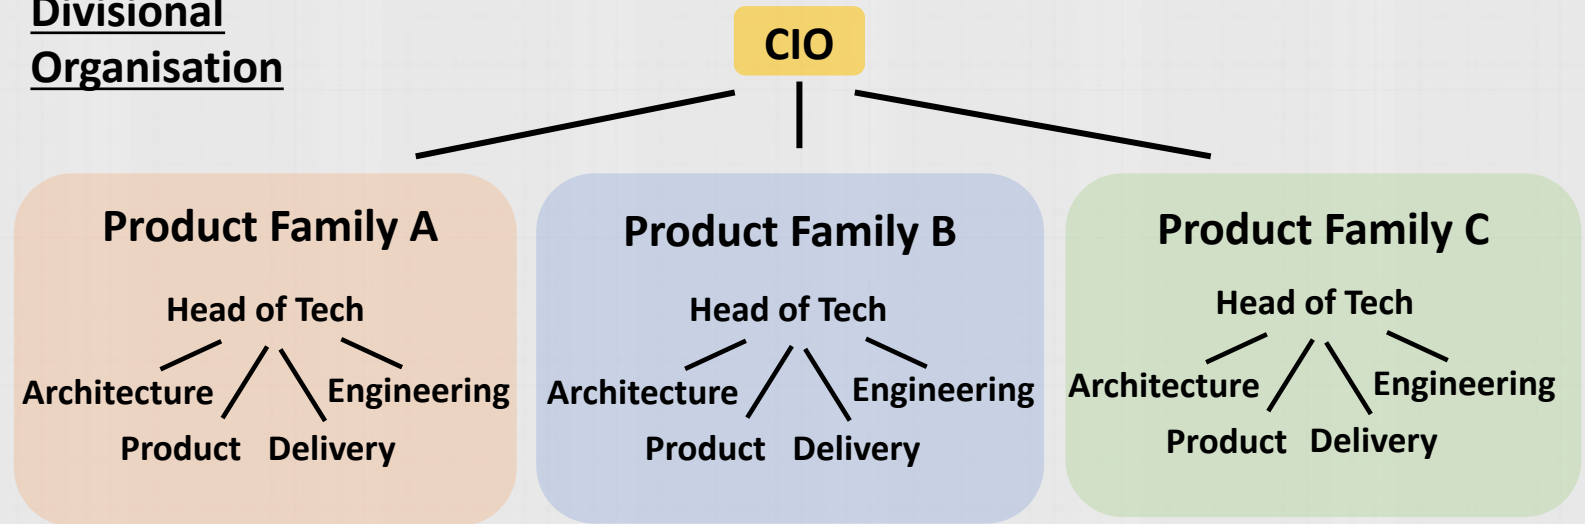 Divisional
Organisation
CIO
Product Family A
Head of Tech
Architecture
Engineering
Product
Delivery
Product Family B
Head of Tech
Architecture
Engineering
Product
Delivery
Product Family C
Head of Tech
Architecture
Engineering
Product
Delivery